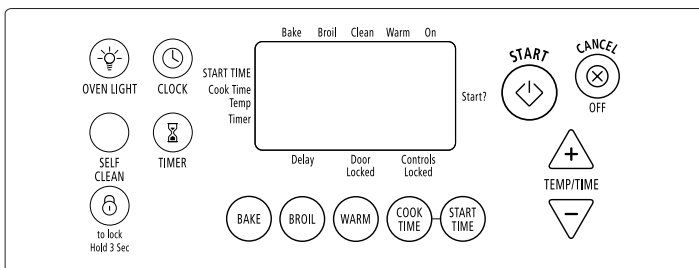 Bake Broil Clean Warm On
START TIME
Cook Time
Temp
Timer
Start?
Delay
Door
Locked
Controls
Locked
OVEN LIGHT
CLOCK
SELF
CLEAN
TIMER
to lock
Hold 3 Sec
BAKE
BROIL
WARM
COOK
TIME
START
TIME
START
CANCEL
OFF
+
TEMP/TIME
−